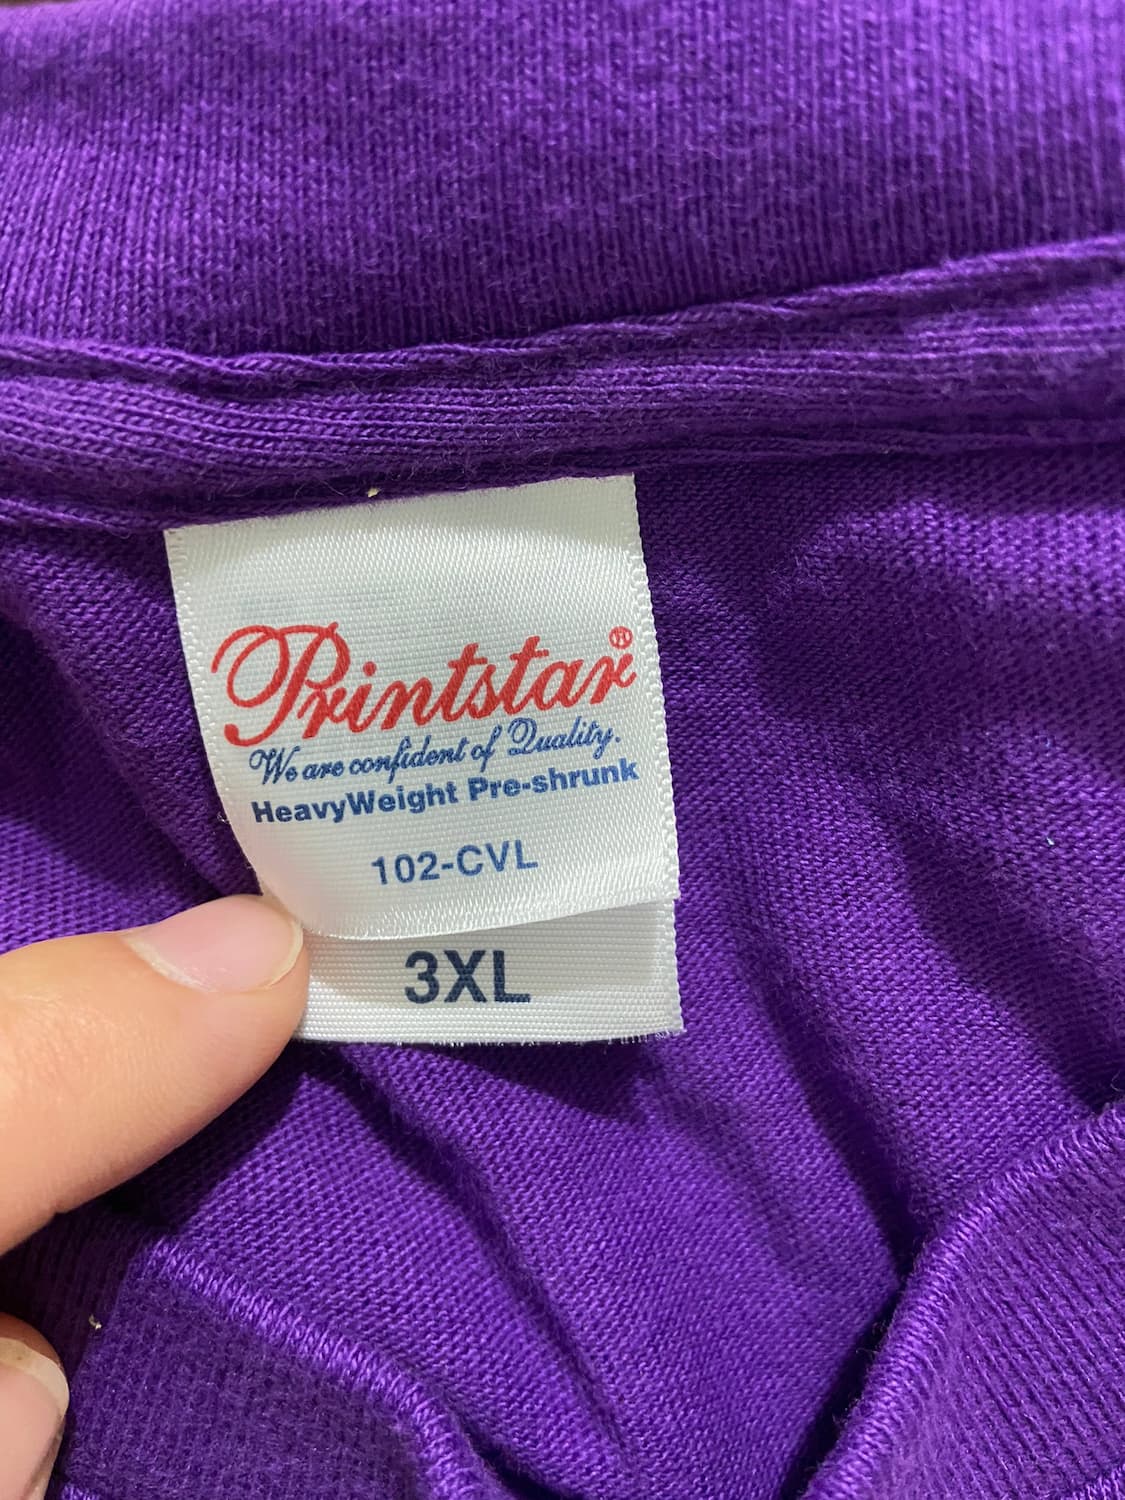 Printstar®
We are confident of Quality.
HeavyWeight Pre-shrunk
102-CVL
3XL